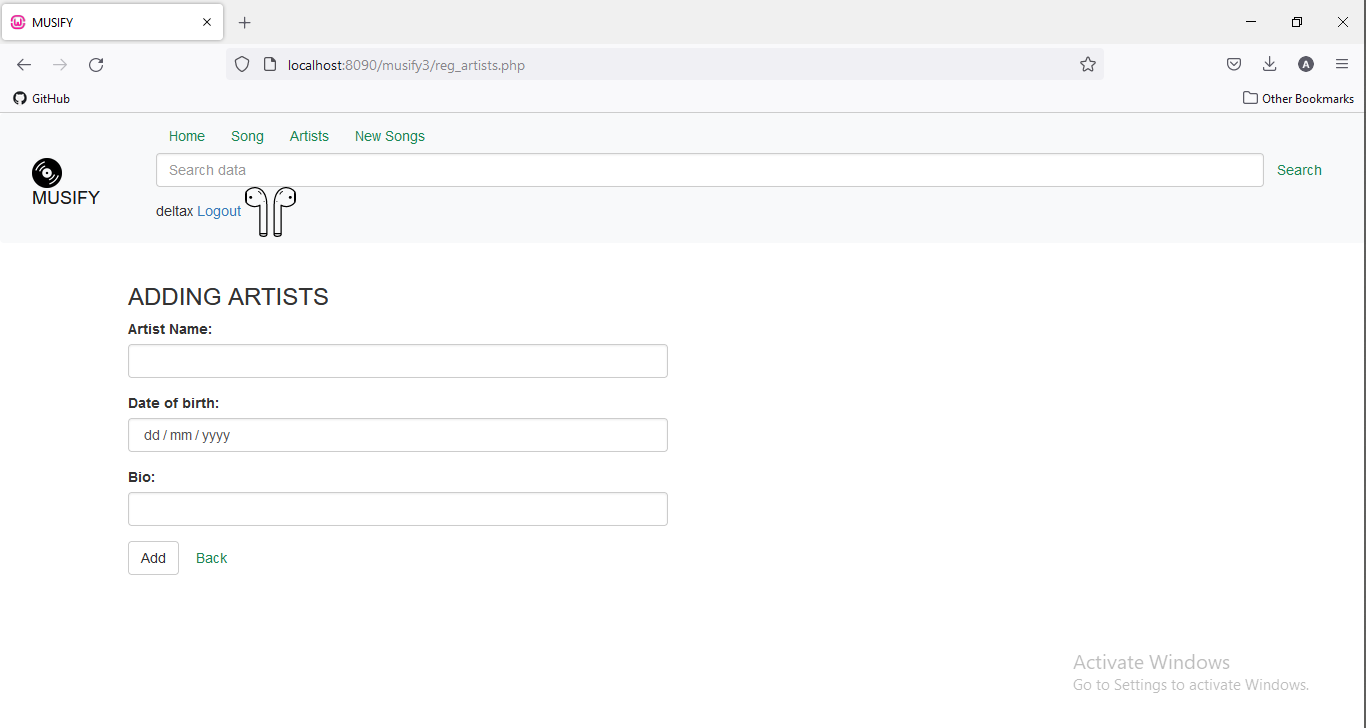 MUSIFY
localhost:8090/musify3/reg_artists.php
A
GitHub
Other Bookmarks
Home Song Artists New Songs
Search data
Search
MUSIFY
deltax Logout
ADDING ARTISTS
Artist Name:
Date of birth:
dd / mm / yyyy
Bio:
Add Back
Activate Windows
Go to Settings to activate Windows.